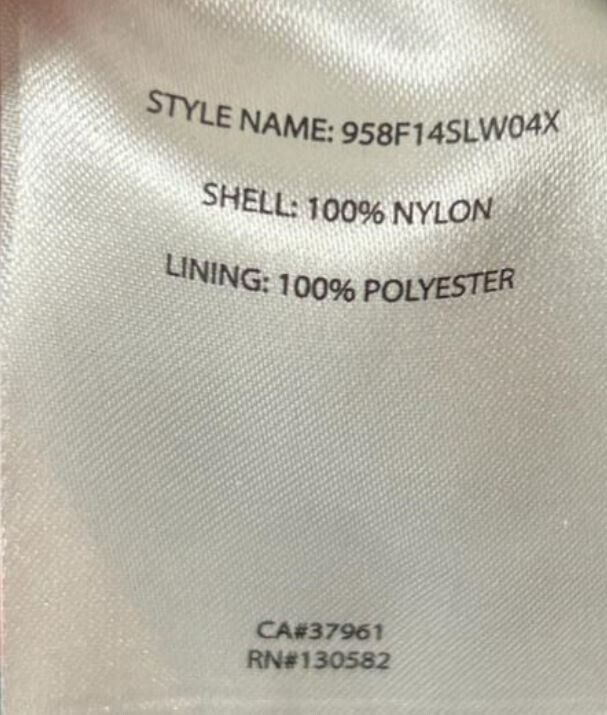 STYLE NAME: 958F14SLW04X
SHELL: 100% NYLON
LINING: 100% POLYESTER
CA#37961
RN#130582